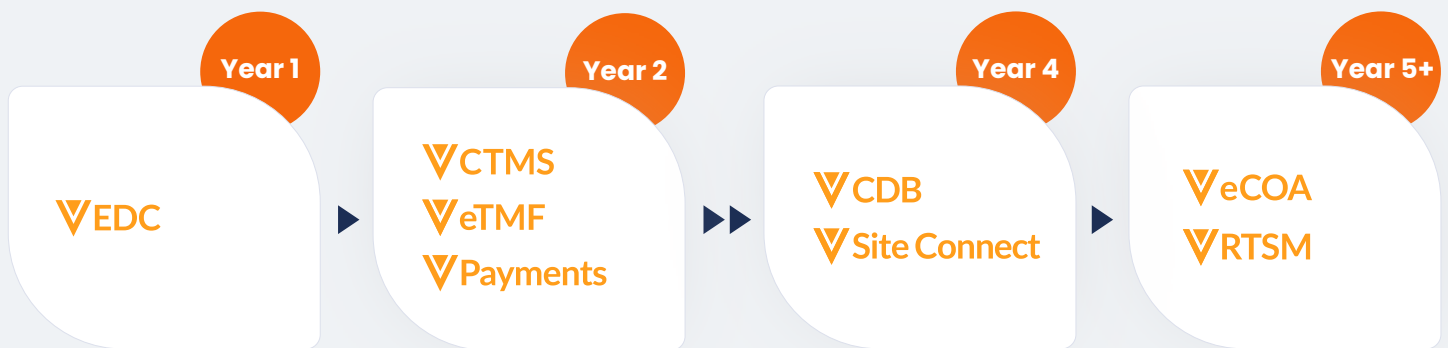 Year 1
EDC
Year 2
CTMS
eTMF
Payments
Year 4
CDB
Site Connect
Year 5+
eCOA
RTSM